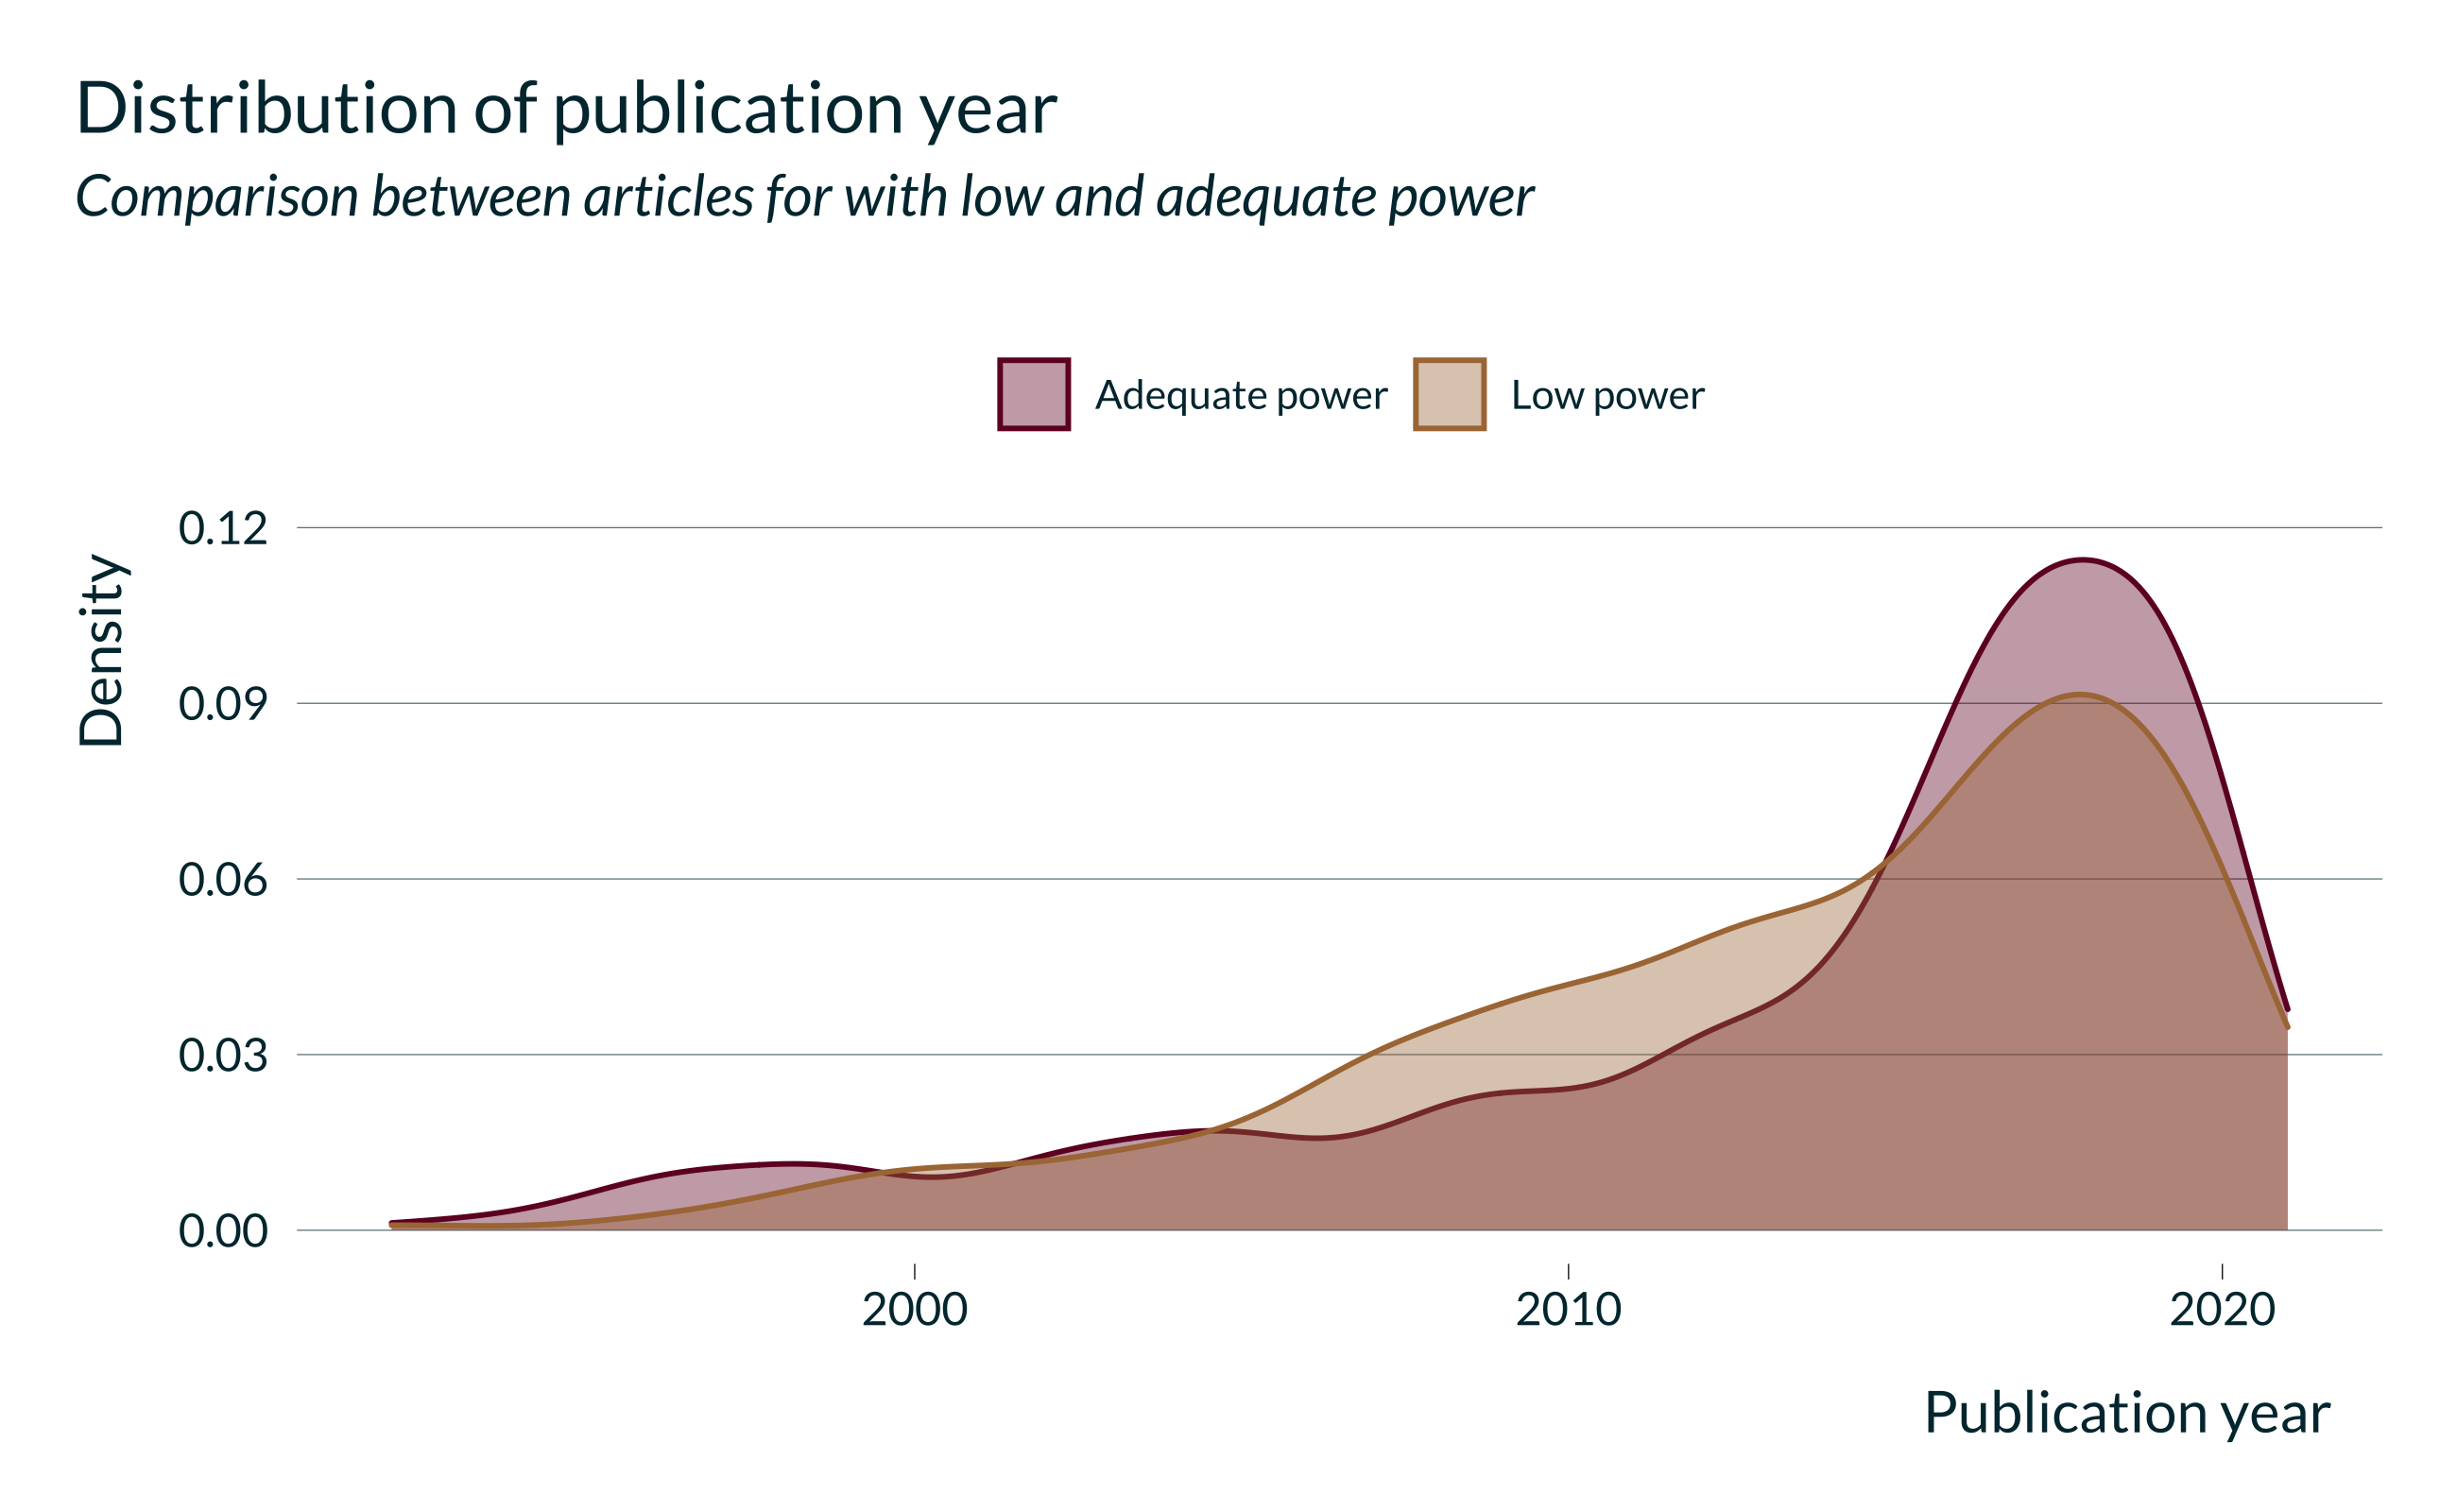 Distribution of publication year
Comparison between articles for with low and adequate power
Adequate power Low power
Density
0.12
0.09
0.06
0.03
0.00
2000 2010 2020
Publication year